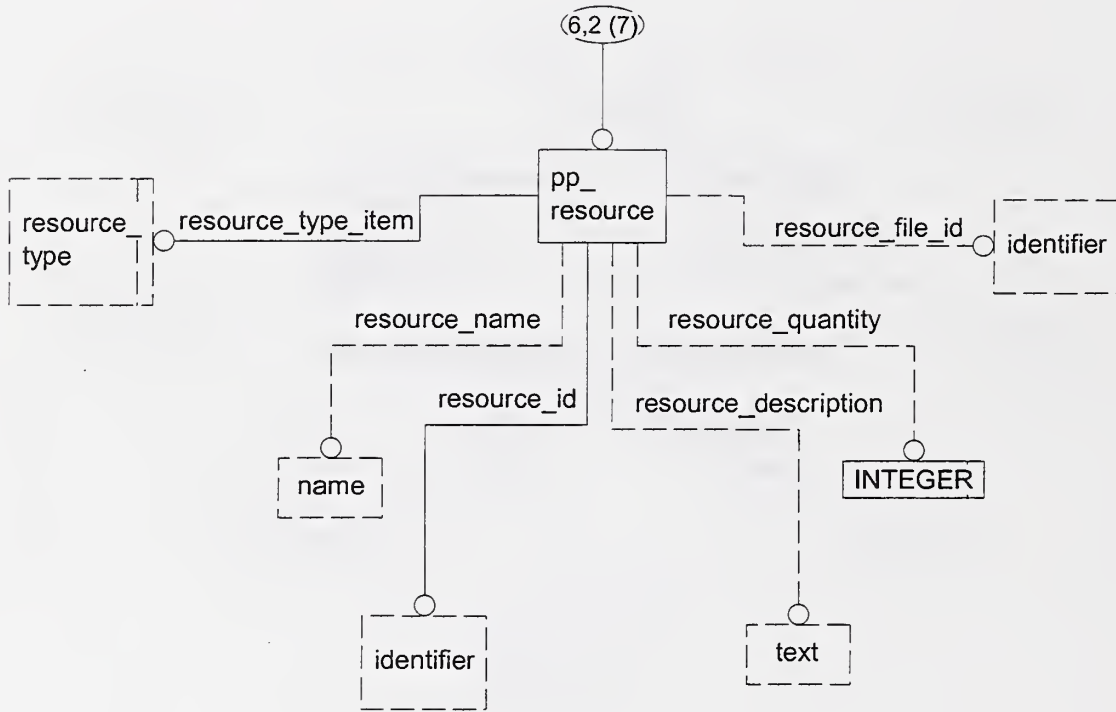 6,2 (7)
pp_
resource
resource_
type
resource_type_item
resource_file_id
identifier
resource_name
resource_quantity
resource_id
resource_description
name
INTEGER
identifier
text